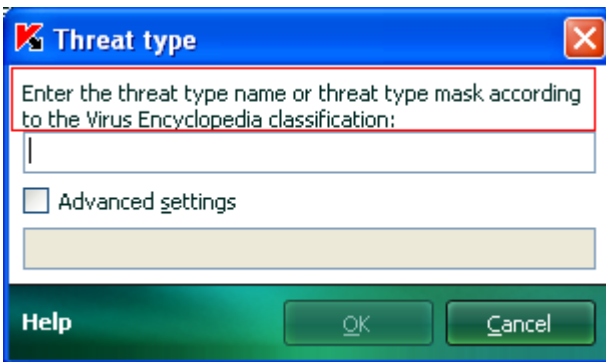 Threat type
Enter the threat type name or threat type mask according
to the Virus Encyclopedia classification:
Advanced settings
Help
OK
Cancel